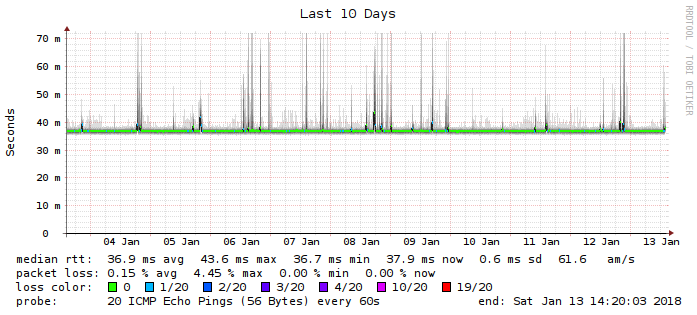 Last 10 Days
RRDTOOL / TOBI OETIKER
Seconds
70 m
60 m
50 m
40 m
30 m
20 m
10 m
0
04 Jan 05 Jan 06 Jan 07 Jan 08 Jan 09 Jan 10 Jan 11 Jan 12 Jan 13 Jan
median rtt: 36.9 ms avg 43.6 ms max 36.7 ms min 37.9 ms now 0.6 ms sd 61.6 am/s
packet loss: 0.15 % avg 4.45 % max 0.00 % min 0.00 % now
loss color: 0 1/20 2/20 3/20 4/20 10/20 19/20
probe: 20 ICMP Echo Pings (56 Bytes) every 60s end: Sat Jan 13 14:20:03 2018